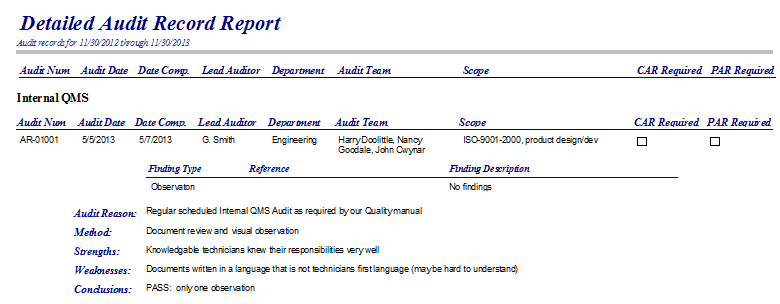 Detailed Audit Record Report
Audit records for 11/30/2012 through 11/30/2013
Audit Num Audit Date Date Comp. Lead Auditor Department Audit Team Scope CAR Required PAR Required
Internal QMS
Audit Num Audit Date Date Comp. Lead Auditor Department Audit Team Scope CAR Required PAR Required
AR-01001 5/5/2013 5/7/2013 G. Smith Engineering Harry Doolittle, Nancy ISO-9001-2000, product design/dev
Goodale, John Cwynar
Finding Type Reference Finding Description
Observaton No findings
Audit Reason: Regular scheduled Internal QMS Audit as required by our Quality manual
Method: Document review and visual observation
Strengths: Knowledgable technicians knew their responsibilities very well
Weaknesses: Documents written in a language that is not technicians first language (may be hard to understand)
Conclusions: PASS: only one observation